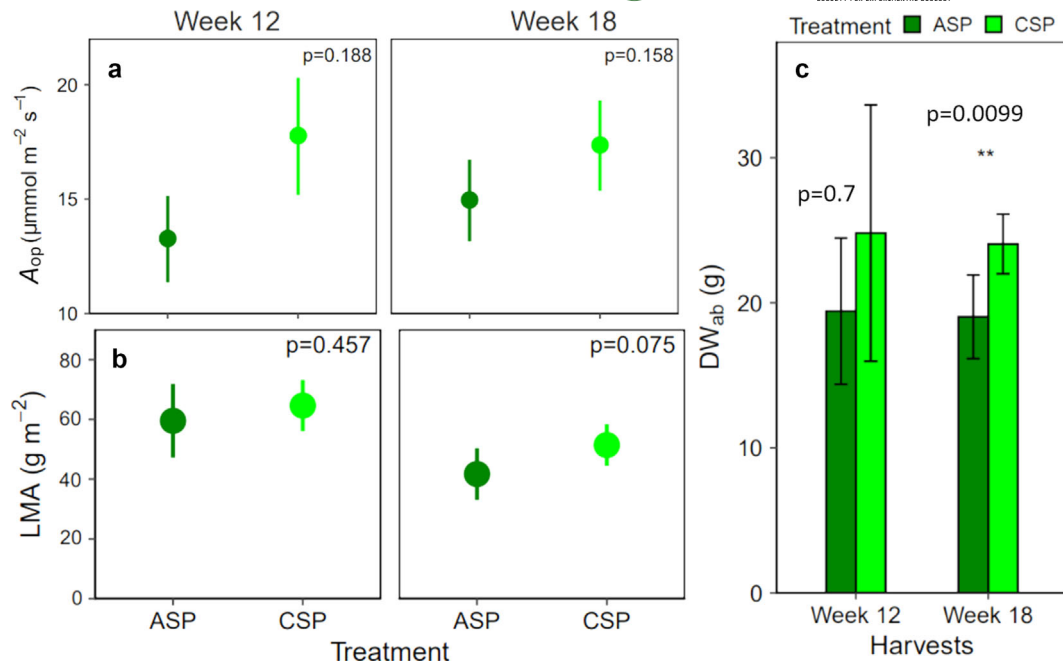 Week 12
Week 18
Treatment ASP CSP
a
p=0.188
p=0.158
c
20
15
10
A_op (μmmol m⁻² s⁻¹)
b
p=0.457
p=0.075
80
60
40
20
0
LMA (g m⁻²)
ASP CSP
ASP CSP
Treatment
p=0.7
p=0.0099
**
30
20
10
0
DW_ab (g)
Week 12
Week 18
Harvests